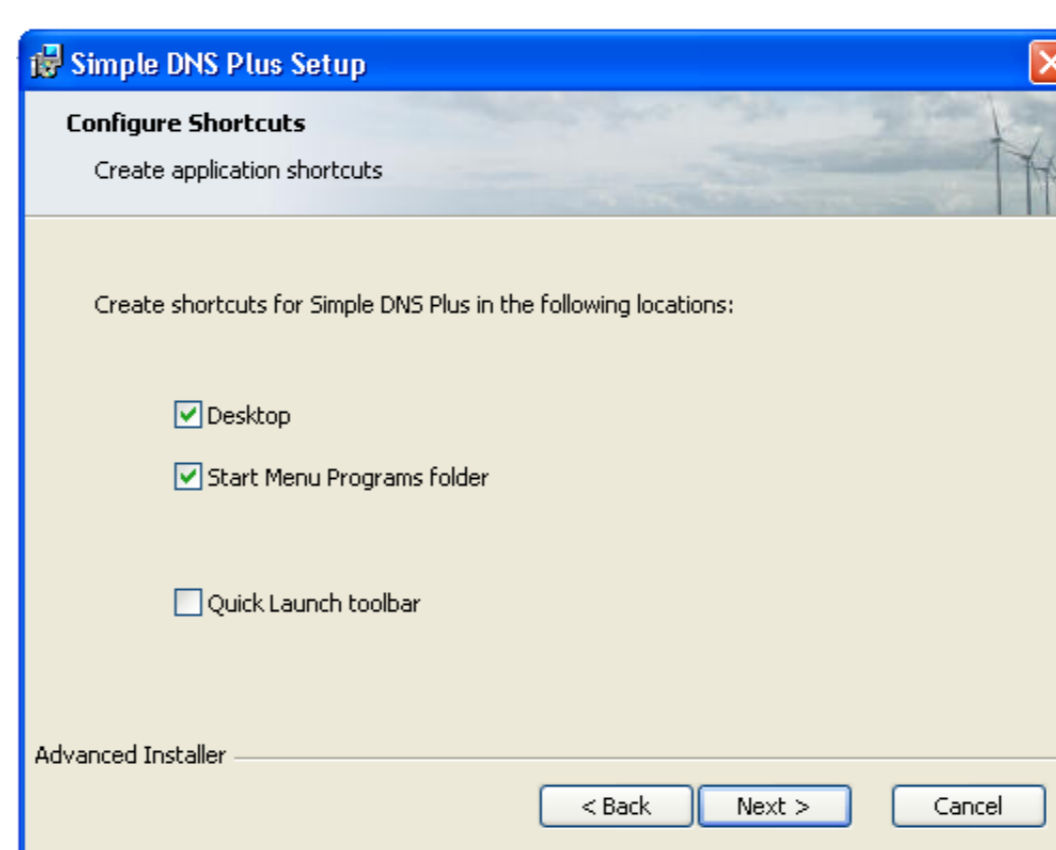 Simple DNS Plus Setup
Configure Shortcuts
Create application shortcuts
Create shortcuts for Simple DNS Plus in the following locations:
Desktop
Start Menu Programs folder
Quick Launch toolbar
Advanced Installer
< Back Next > Cancel